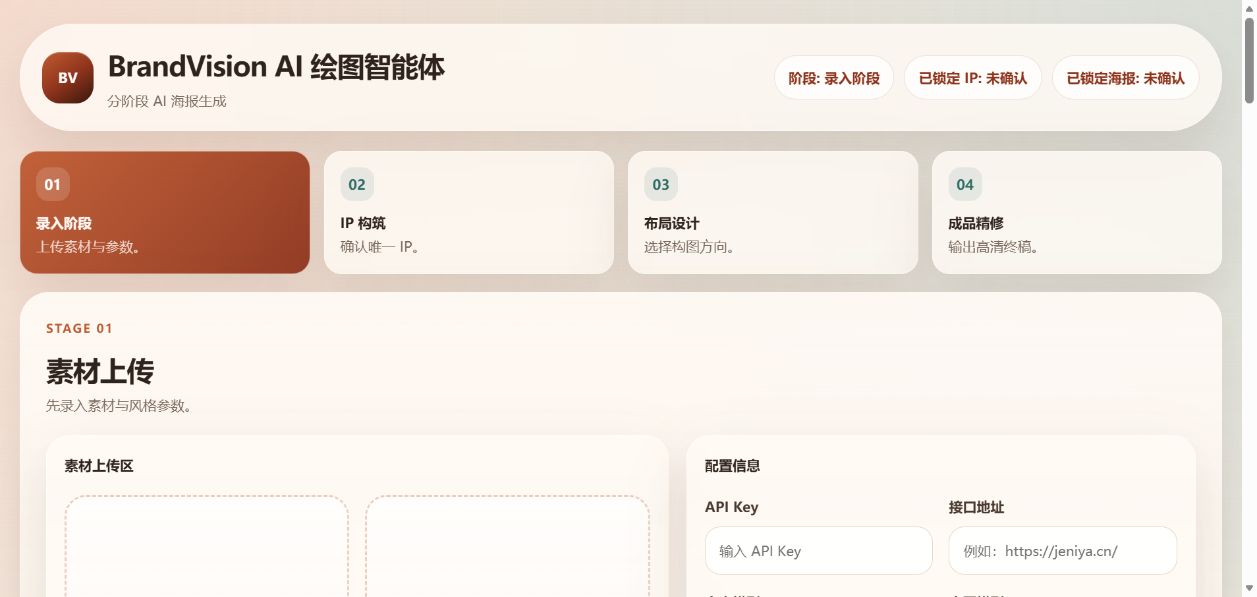 BV
BrandVision AI 绘图智能体
分阶段 AI 海报生成
阶段: 录入阶段
已锁定 IP: 未确认
已锁定海报: 未确认
01
录入阶段
上传素材与参数。
02
IP 构筑
确认唯一 IP。
03
布局设计
选择构图方向。
04
成品精修
输出高清终稿。
STAGE 01
素材上传
先录入素材与风格参数。
素材上传区
配置信息
API Key
接口地址
输入 API Key
例如：https://jeniya.cn/